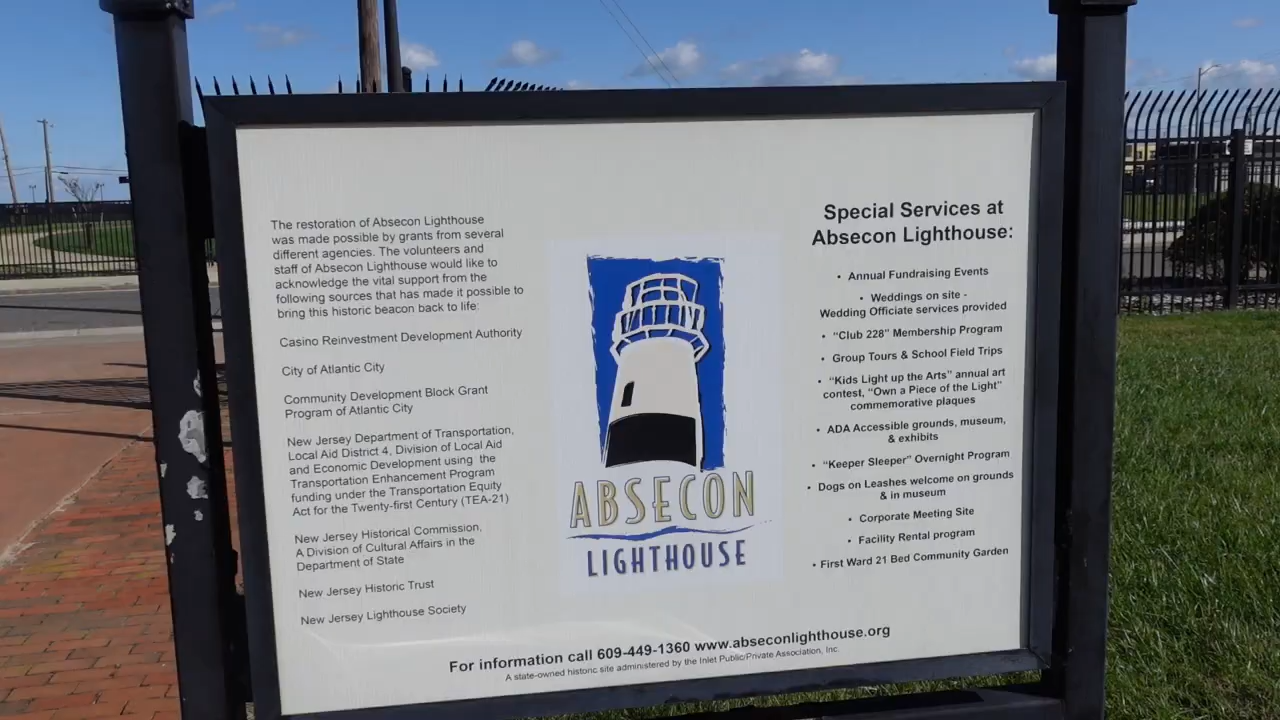 The restoration of Absecon Lighthouse
was made possible by grants from several
different agencies. The volunteers and
staff of Absecon Lighthouse would like to
acknowledge the vital support from the
following sources that has made it possible to
bring this historic beacon back to life:
Casino Reinvestment Development Authority
City of Atlantic City
Community Development Block Grant
Program of Atlantic City
New Jersey Department of Transportation,
Local Aid District 4, Division of Local Aid
and Economic Development using the
Transportation Enhancement Program
funding under the Transportation Equity
Act for the Twenty-first Century (TEA-21)
New Jersey Historical Commission,
A Division of Cultural Affairs in the
Department of State
New Jersey Historic Trust
New Jersey Lighthouse Society
ABSECON
LIGHTHOUSE
Special Services at
Absecon Lighthouse:
• Annual Fundraising Events
• Weddings on site -
Wedding Officiate services provided
• “Club 228” Membership Program
• Group Tours & School Field Trips
• “Kids Light up the Arts” annual art
contest, “Own a Piece of the Light”
commemorative plaques
• ADA Accessible grounds, museum,
& exhibits
• “Keeper Sleeper” Overnight Program
• Dogs on Leashes welcome on grounds
& in museum
• Corporate Meeting Site
• Facility Rental program
• First Ward 21 Bed Community Garden
For information call 609-449-1360 www.abseconlighthouse.org
A state-owned historic site administered by the Inlet Public/Private Association, Inc.